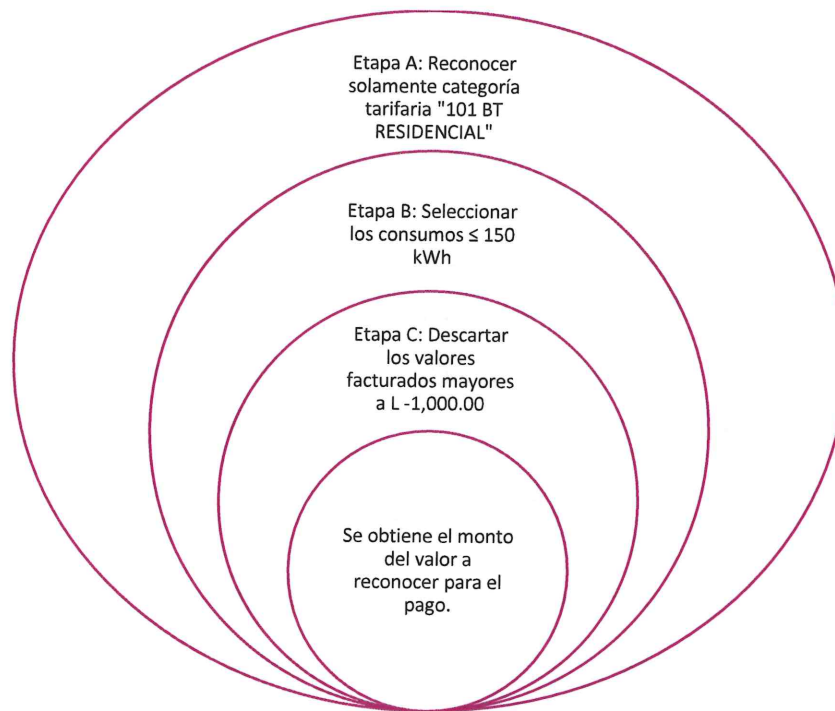 Etapa A: Reconocer
solamente categoría
tarifaria "101 BT
RESIDENCIAL"
Etapa B: Seleccionar
los consumos ≤ 150
kWh
Etapa C: Descartar
los valores
facturados mayores
a L -1,000.00
Se obtiene el monto
del valor a
reconocer para el
pago.